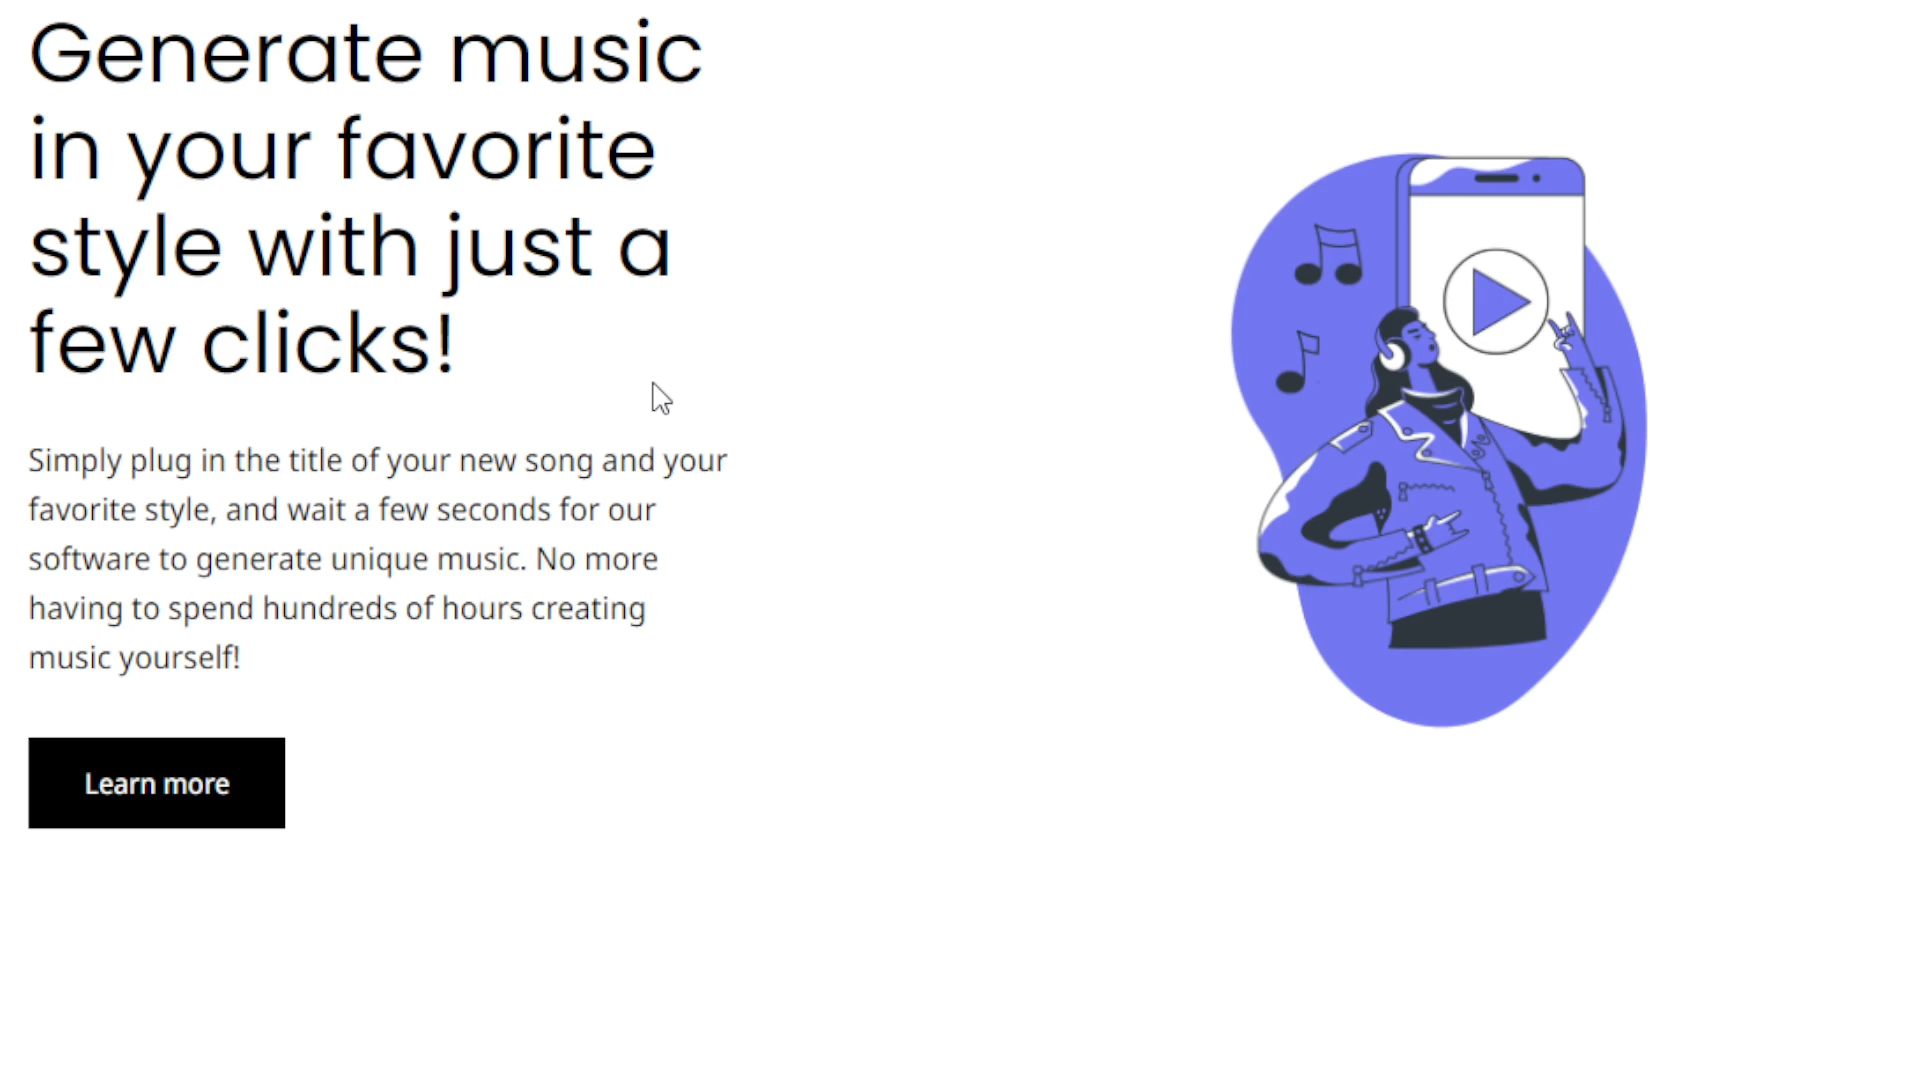 Generate music
in your favorite
style with just a
few clicks!
Simply plug in the title of your new song and your
favorite style, and wait a few seconds for our
software to generate unique music. No more
having to spend hundreds of hours creating
music yourself!
Learn more